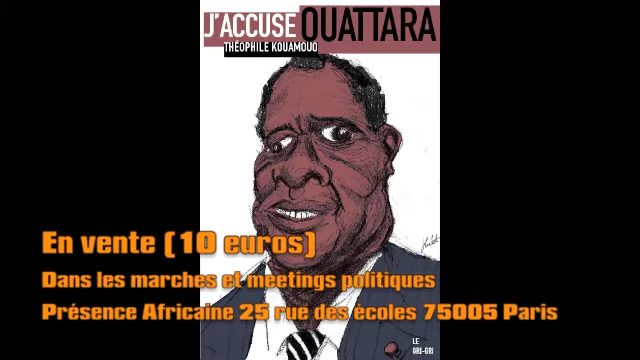 J'ACCUSE OUATTARA
THÉOPHILE KOUAMOUO
En vente (10 euros)
Dans les marches et meetings politiques
Présence Africaine 25 rue des écoles 75005 Paris
LE
GRI-GRI